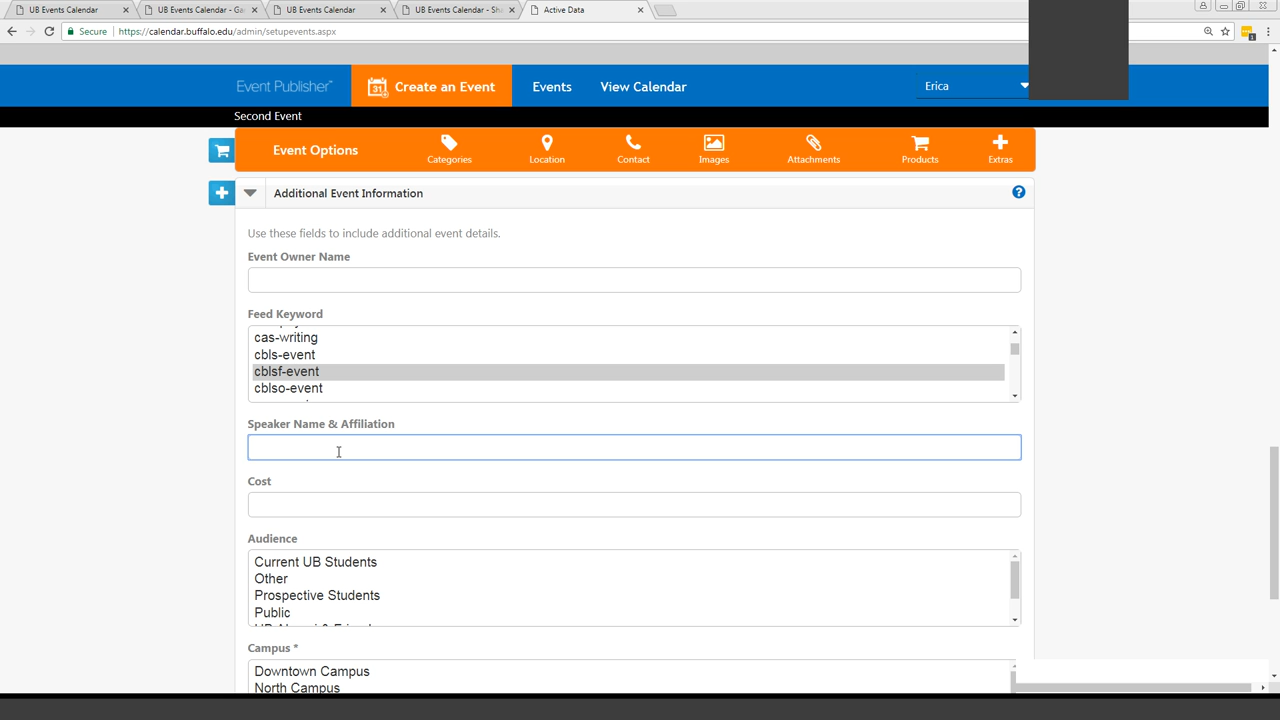 UB Events Calendar
UB Events Calendar - Ga
UB Events Calendar
UB Events Calendar - Sha
Active Data
Secure
https://calendar.buffalo.edu/admin/setupevents.aspx
Event Publisher™
31
Create an Event
Events
View Calendar
Erica
Second Event
Event Options
Categories
Location
Contact
Images
Attachments
Products
Extras
Additional Event Information
Use these fields to include additional event details.
Event Owner Name
Feed Keyword
cas-writing
cbls-event
cblsf-event
cblso-event
Speaker Name & Affiliation
Cost
Audience
Current UB Students
Other
Prospective Students
Public
Campus *
Downtown Campus
North Campus